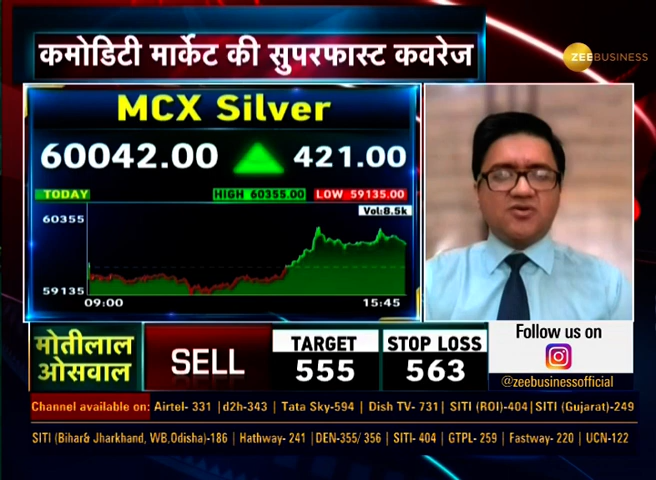 कमोडिटी मार्केट की सुपरफास्ट कवरेज
ZEEBUSINESS
MCX Silver
60042.00 421.00
TODAY HIGH 60355.00 LOW 59135.00
Vol:8.5k
60355
59135
09:00 15:45
मोतीलाल
ओसवाल
SELL
TARGET
555
STOP LOSS
563
Follow us on
@zeebusinessofficial
Channel available on: Airtel- 331 |d2h-343 | Tata Sky-594 | Dish TV- 731| SITI (ROI)-404|SITI (Gujarat)-249
SITI (Bihar& Jharkhand, WB,Odisha)-186 | Hathway- 241 |DEN-355/ 356 | SITI- 404 | GTPL- 259 | Fastway- 220 | UCN-122